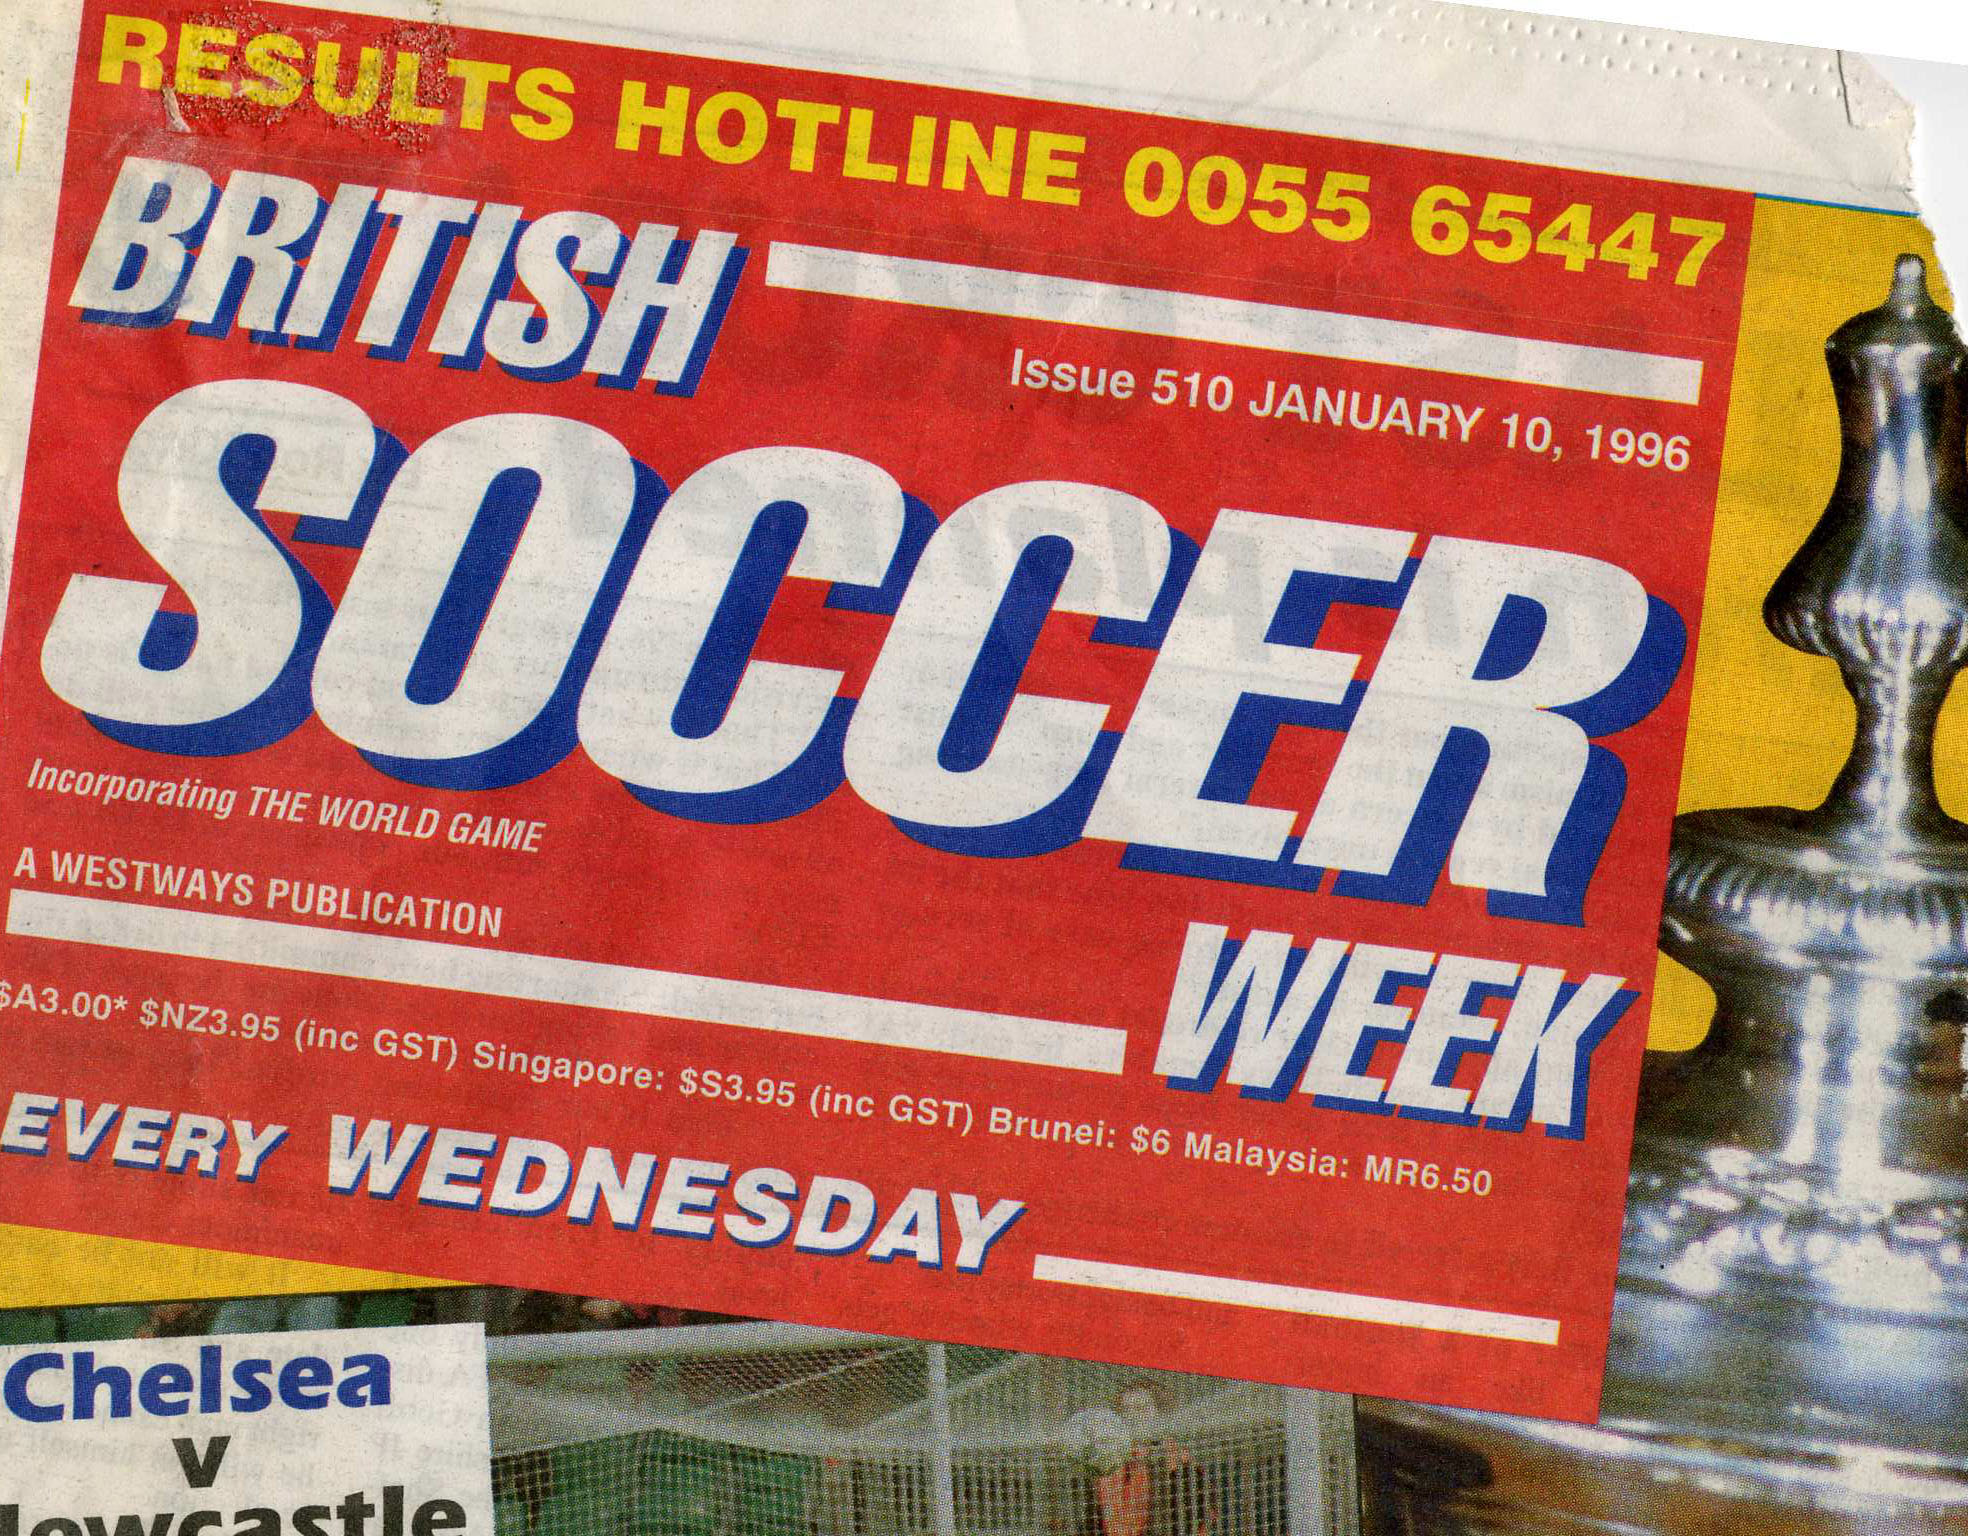 RESULTS HOTLINE 0055 65447
BRITISH
Issue 510 JANUARY 10, 1996
SOCCER
Incorporating THE WORLD GAME
A WESTWAYS PUBLICATION
WEEK
$A3.00* $NZ3.95 (inc GST) Singapore: $S3.95 (inc GST) Brunei: $6 Malaysia: MR6.50
EVERY WEDNESDAY
Chelsea
v